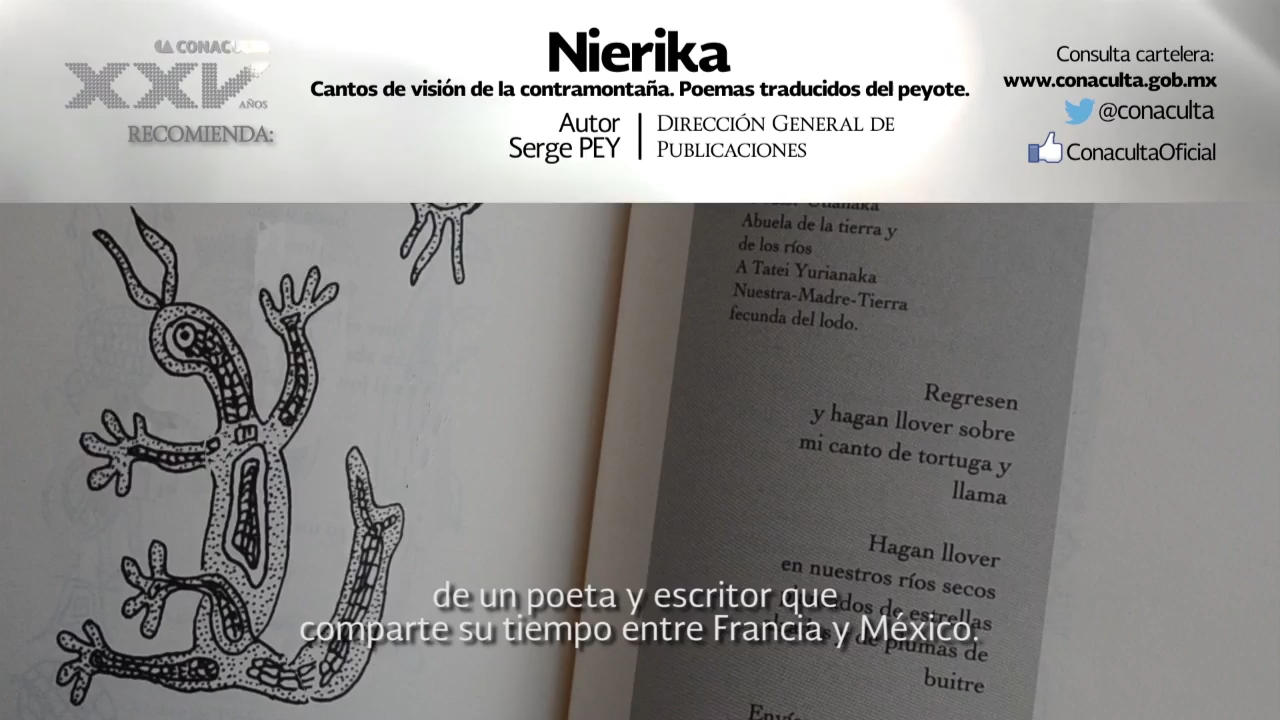 LA CONACULTA
XXV
AÑOS
RECOMIENDA:
Nierika
Cantos de visión de la contramontaña. Poemas traducidos del peyote.
Autor
Serge PEY
DIRECCIÓN GENERAL DE
PUBLICACIONES
Consulta cartelera:
www.conaculta.gob.mx
@conaculta
ConacultaOficial
Abuela de la tierra y
de los ríos
A Tatei Yurianaka
Nuestra-Madre-Tierra
fecunda del lodo.
Regresen
y hagan llover sobre
mi canto de tortuga y
llama
Hagan llover
en nuestros ríos secos
de estrellas
y de plumas de
buitre
de un poeta y escritor que
comparte su tiempo entre Francia y México.